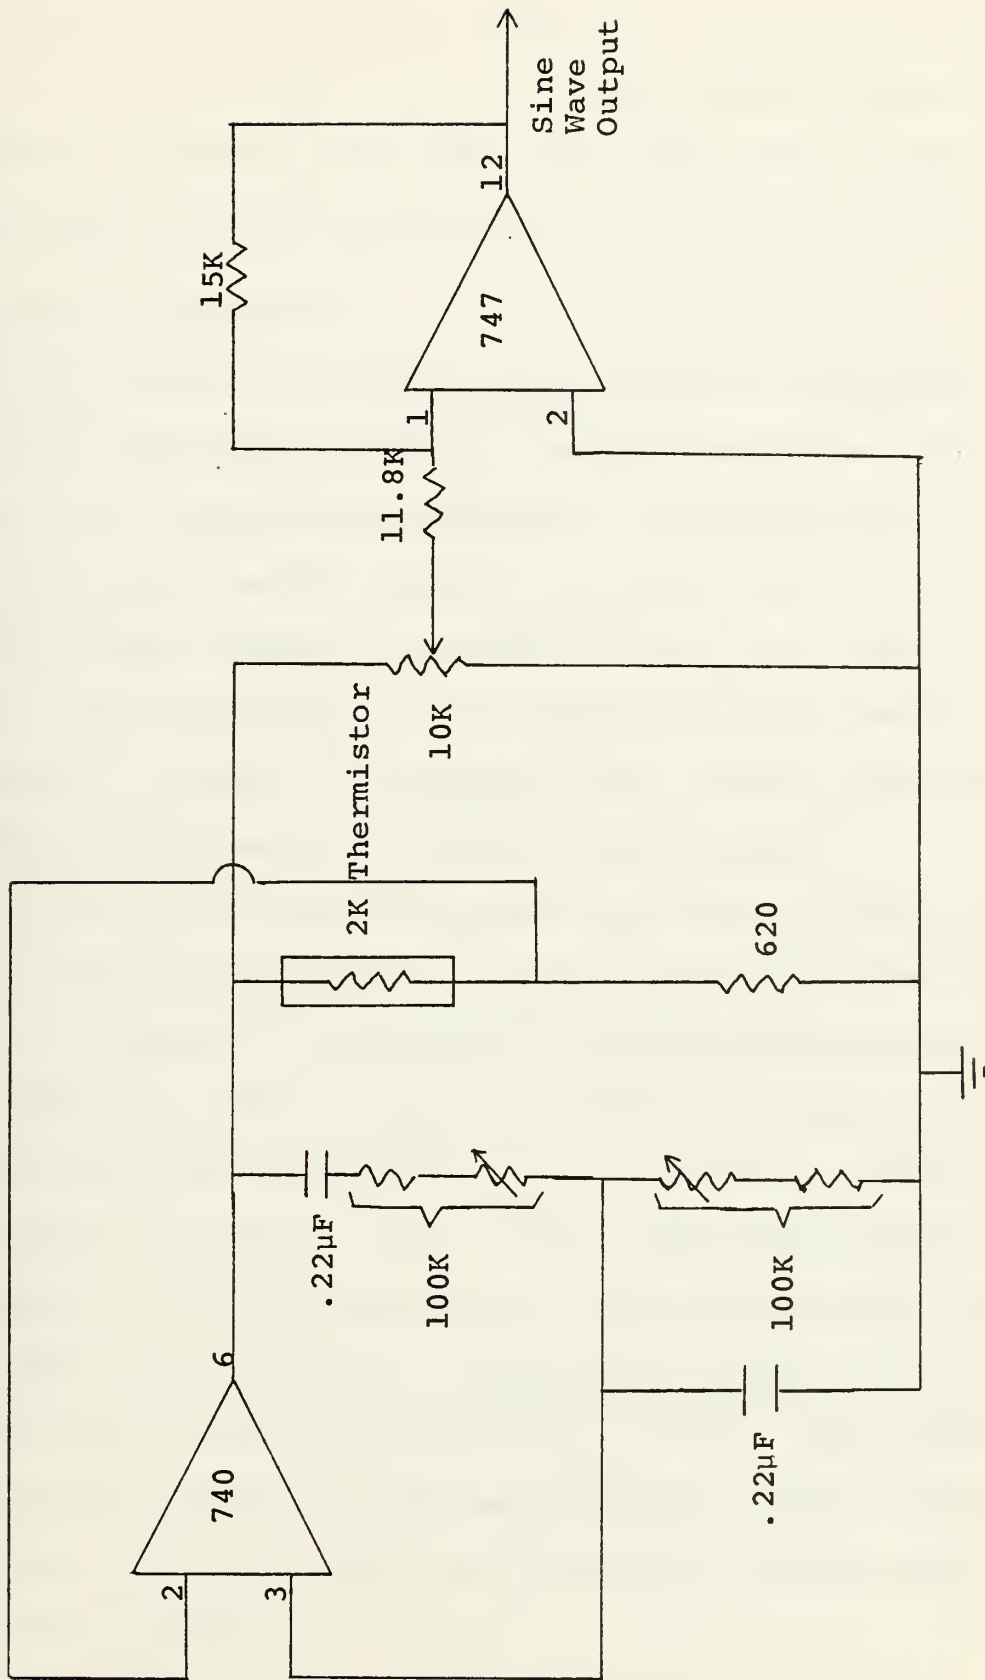 15K
Sine
Wave
Output
12
747
1
2
11.8K
10K
2K Thermistor
620
.22µF
100K
100K
.22µF
6
740
2
3